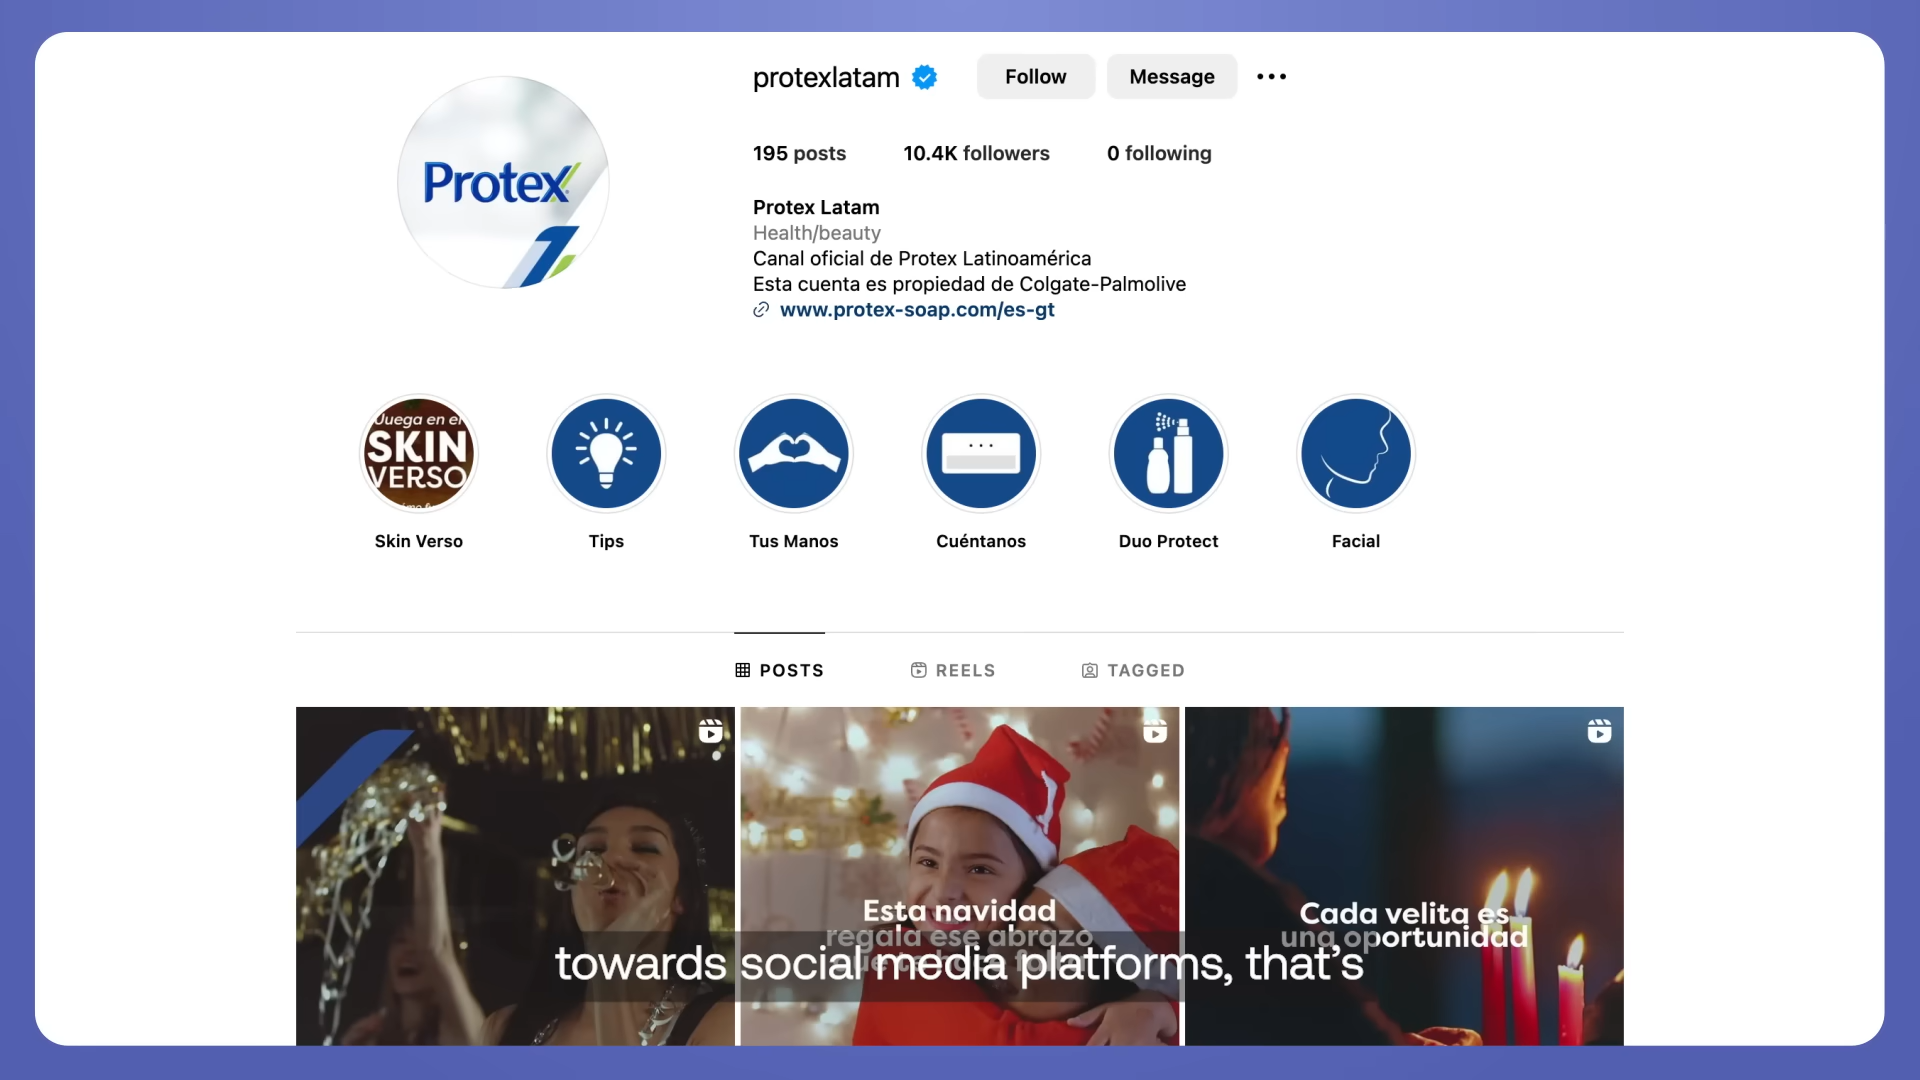 protexlatam
Follow
Message
195 posts
10.4K followers
0 following
Protex
Protex Latam
Health/beauty
Canal oficial de Protex Latinoamérica
Esta cuenta es propiedad de Colgate-Palmolive
www.protex-soap.com/es-gt
Juega en el
SKIN
VERSO
Skin Verso
Tips
Tus Manos
Cuéntanos
Duo Protect
Facial
POSTS
REELS
TAGGED
Esta navidad
regala ese abrazo
Cada velita es
una oportunidad
towards social media platforms, that's